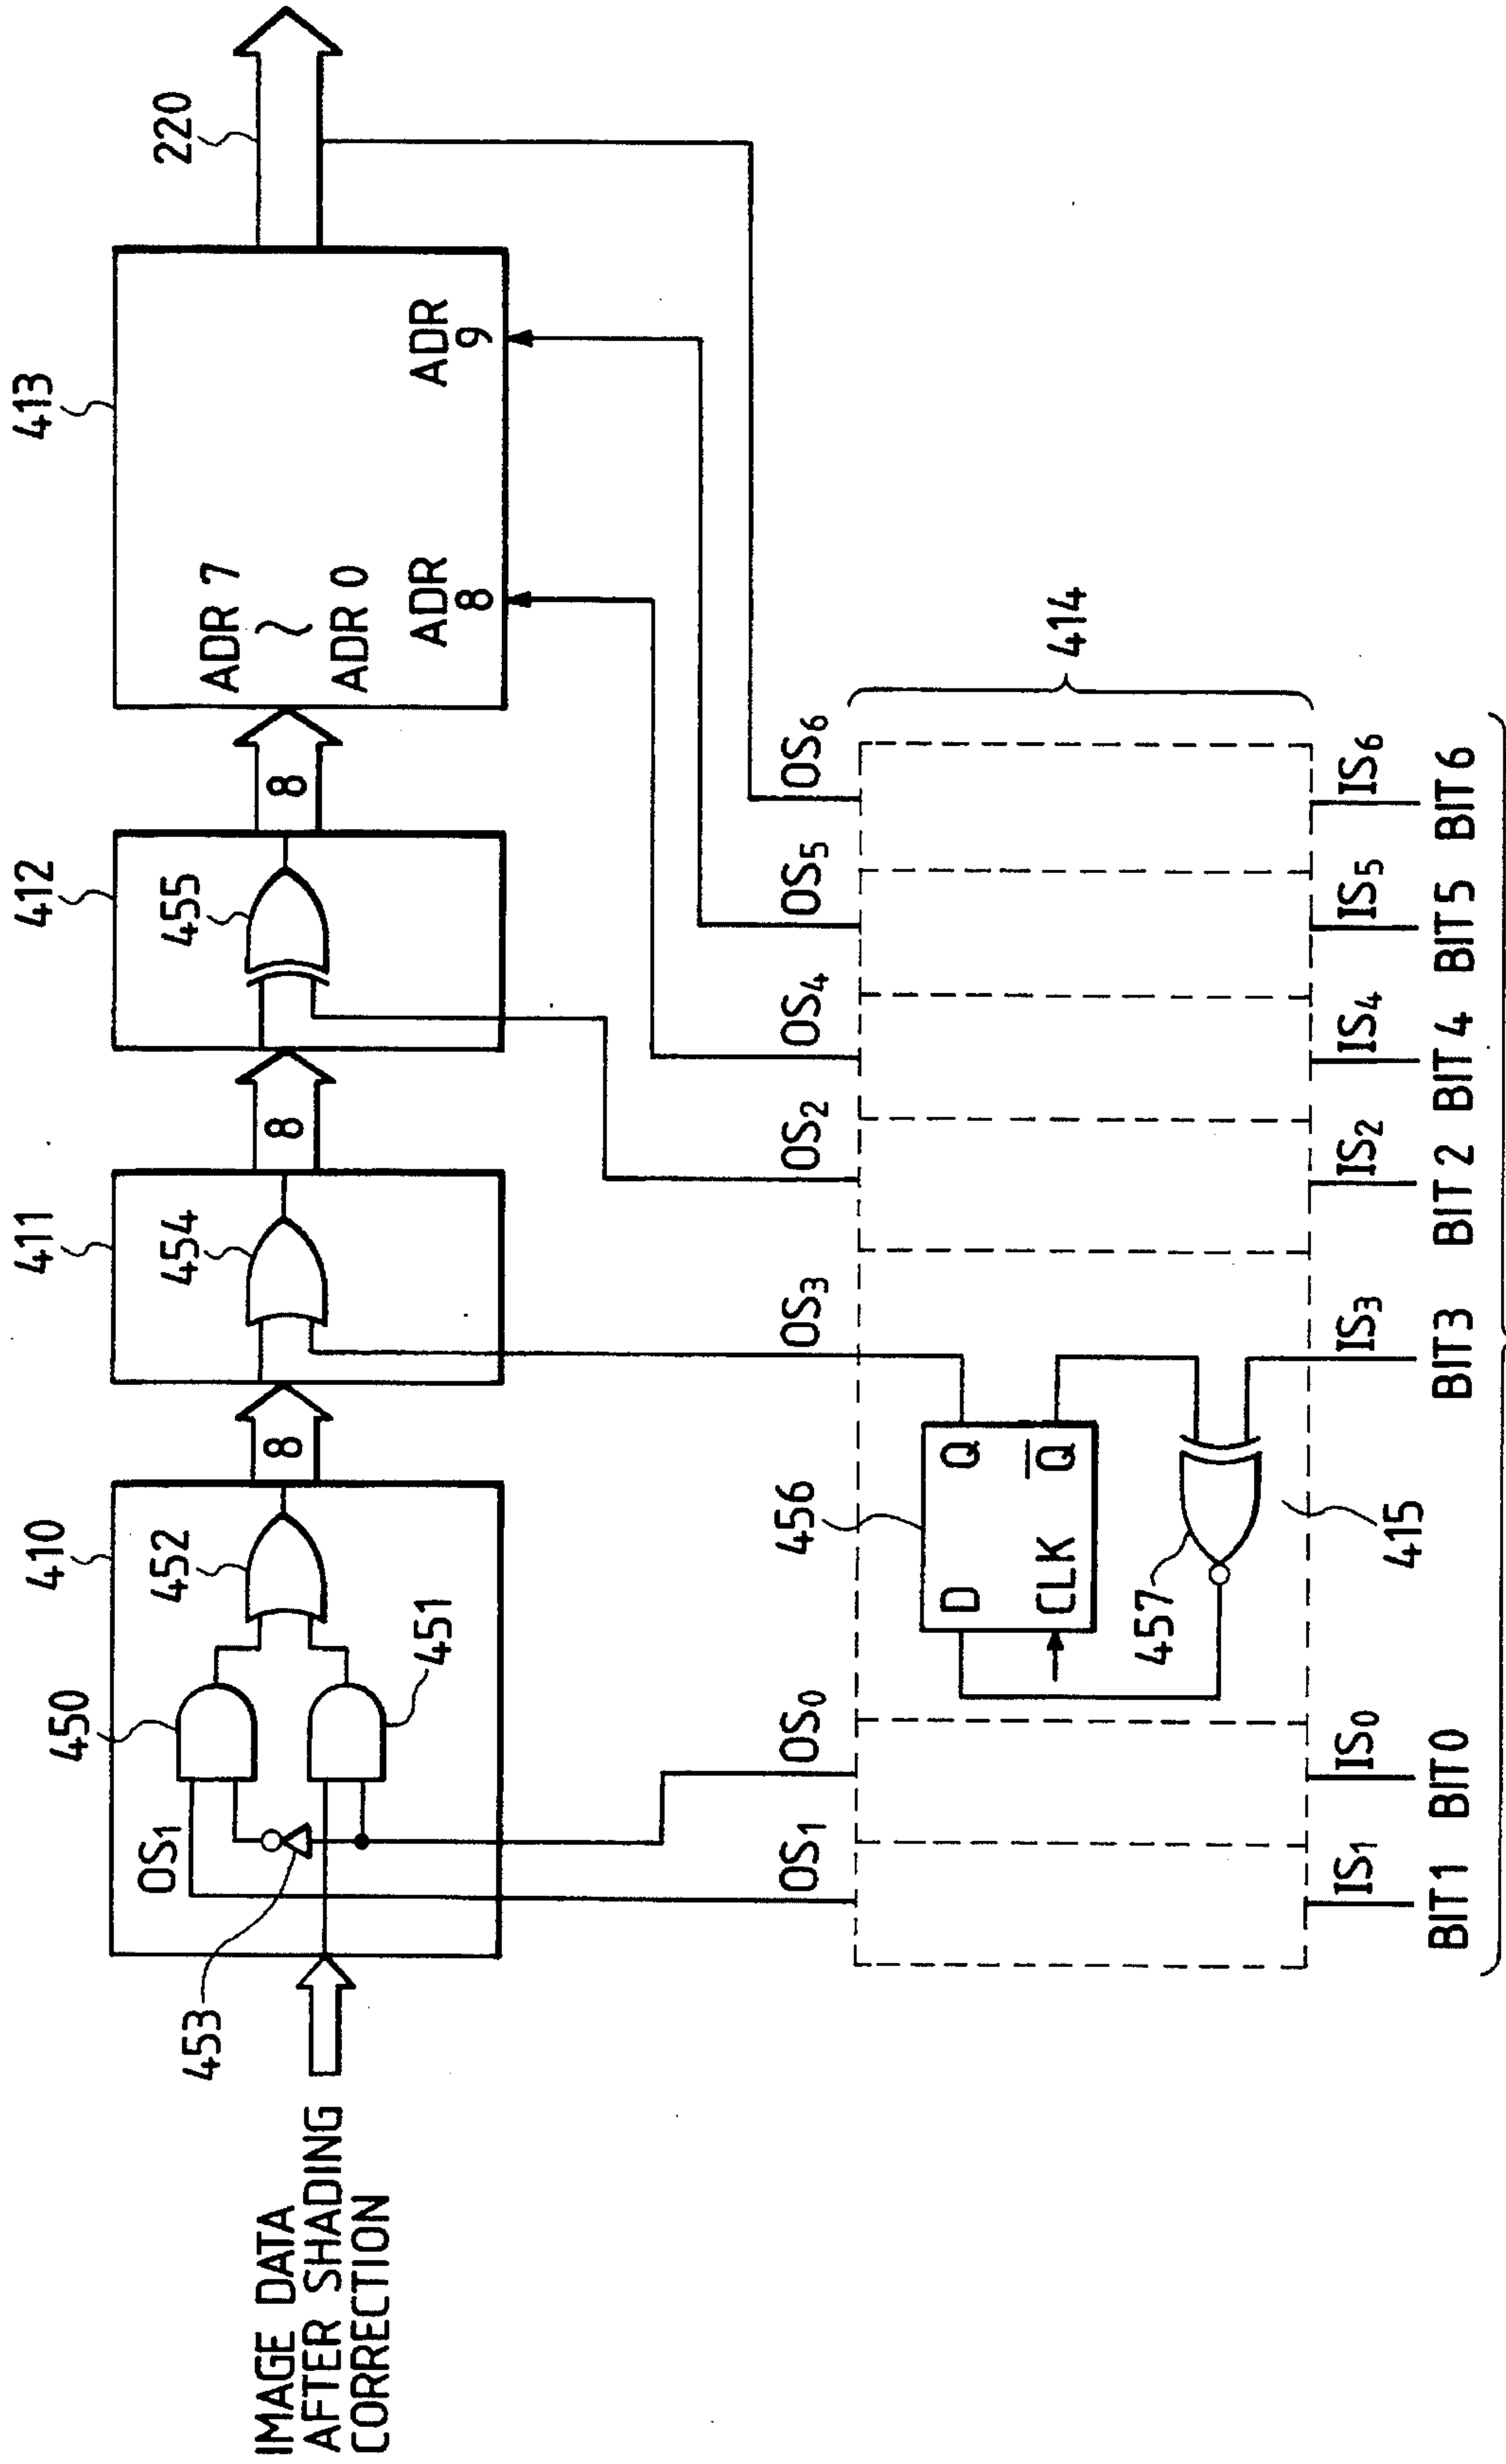 IMAGE DATA
AFTER SHADING
CORRECTION
453
410
450
OS1
452
451
8
411
454
8
412
455
8
413
ADR 7
~
ADR 0
ADR
8
ADR
9
220
OS1
OS0
OS3
OS2
OS4
OS5
OS6
414
456
D
Q
CLK
Q̅
457
415
IS1
IS0
IS3
IS2
IS4
IS5
IS6
BIT1
BIT0
BIT3
BIT 2
BIT 4
BIT5
BIT6